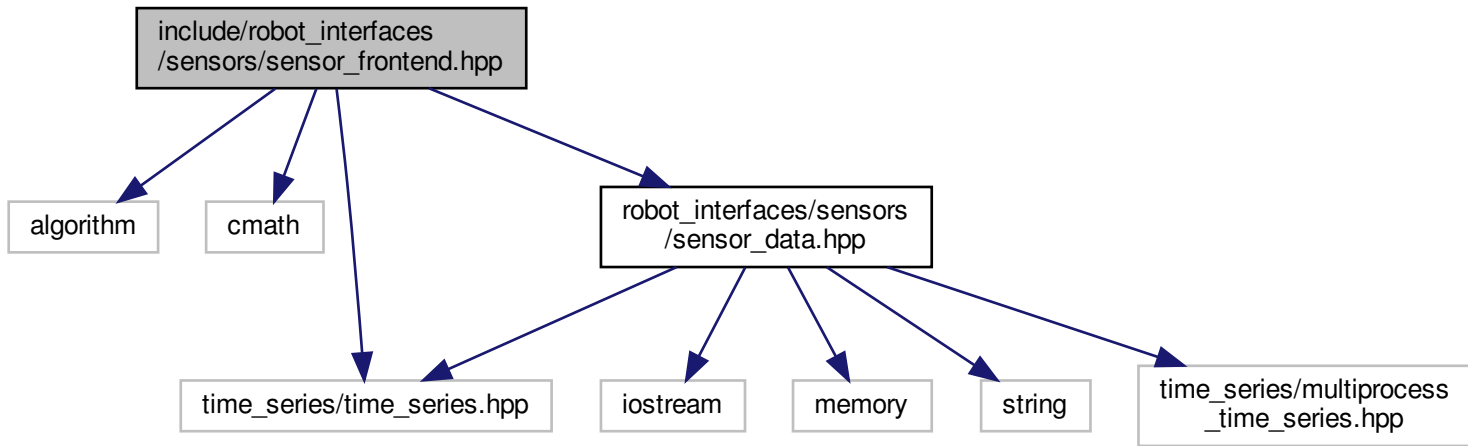 include/robot_interfaces
/sensors/sensor_frontend.hpp
algorithm
cmath
robot_interfaces/sensors
/sensor_data.hpp
time_series/time_series.hpp
iostream
memory
string
time_series/multiprocess
_time_series.hpp